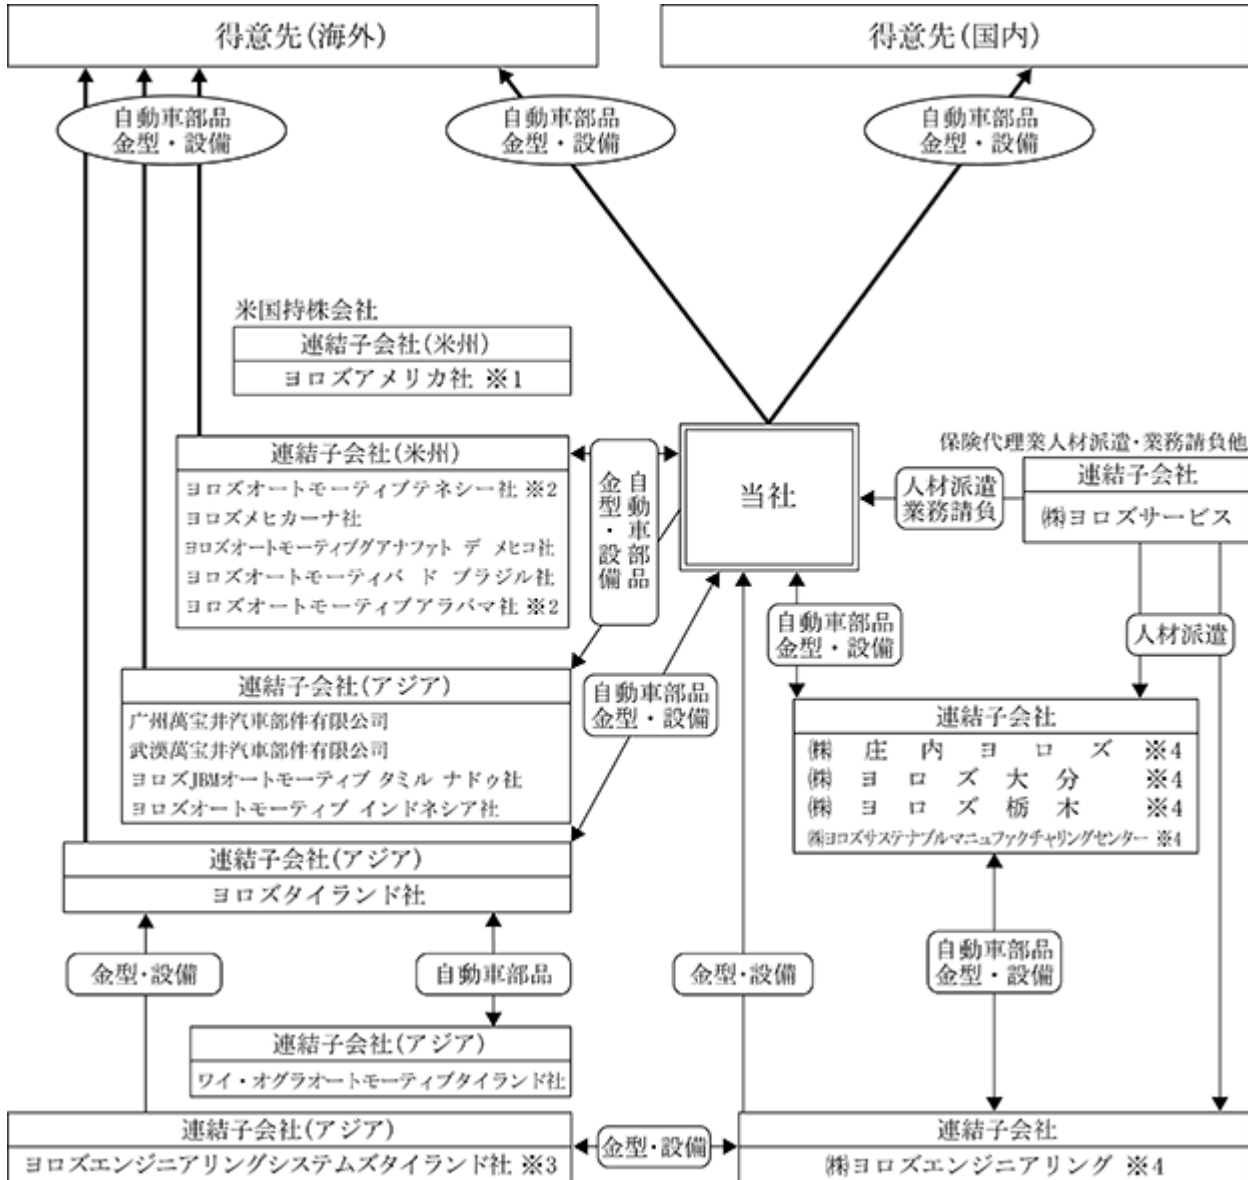 得意先(海外)
得意先(国内)
自動車部品
金型・設備
自動車部品
金型・設備
自動車部品
金型・設備
米国持株会社
連結子会社(米州)
ヨロズアメリカ社 ※1
連結子会社(米州)
ヨロズオートモーティブテネシー社 ※2
ヨロズメヒカーナ社
ヨロズオートモーティブグアナファト デ メヒコ社
ヨロズオートモーティバ ド ブラジル社
ヨロズオートモーティブアラバマ社 ※2
自動車部品
金型・設備
当社
人材派遣
業務請負
保険代理業人材派遣・業務請負他
連結子会社
㈱ヨロズサービス
自動車部品
金型・設備
人材派遣
連結子会社(アジア)
广州萬宝井汽車部件有限公司
武漢萬宝井汽車部件有限公司
ヨロズJBMオートモーティブ タミル ナドゥ社
ヨロズオートモーティブ インドネシア社
自動車部品
金型・設備
連結子会社
㈱庄内ヨロズ ※4
㈱ヨロズ大分 ※4
㈱ヨロズ栃木 ※4
㈱ヨロズサステナブルマニュファクチャリングセンター ※4
連結子会社(アジア)
ヨロズタイランド社
金型・設備
自動車部品
金型・設備
自動車部品
金型・設備
連結子会社(アジア)
ワイ・オグラオートモーティブタイランド社
連結子会社(アジア)
ヨロズエンジニアリングシステムズタイランド社 ※3
金型・設備
連結子会社
㈱ヨロズエンジニアリング ※4